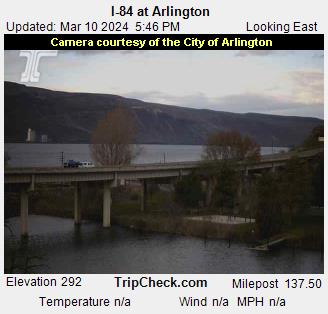 I-84 at Arlington
Updated: Mar 10 2024 5:46 PM Looking East
Camera courtesy of the City of Arlington
Elevation 292 TripCheck.com Milepost 137.50
Temperature n/a Wind n/a MPH n/a